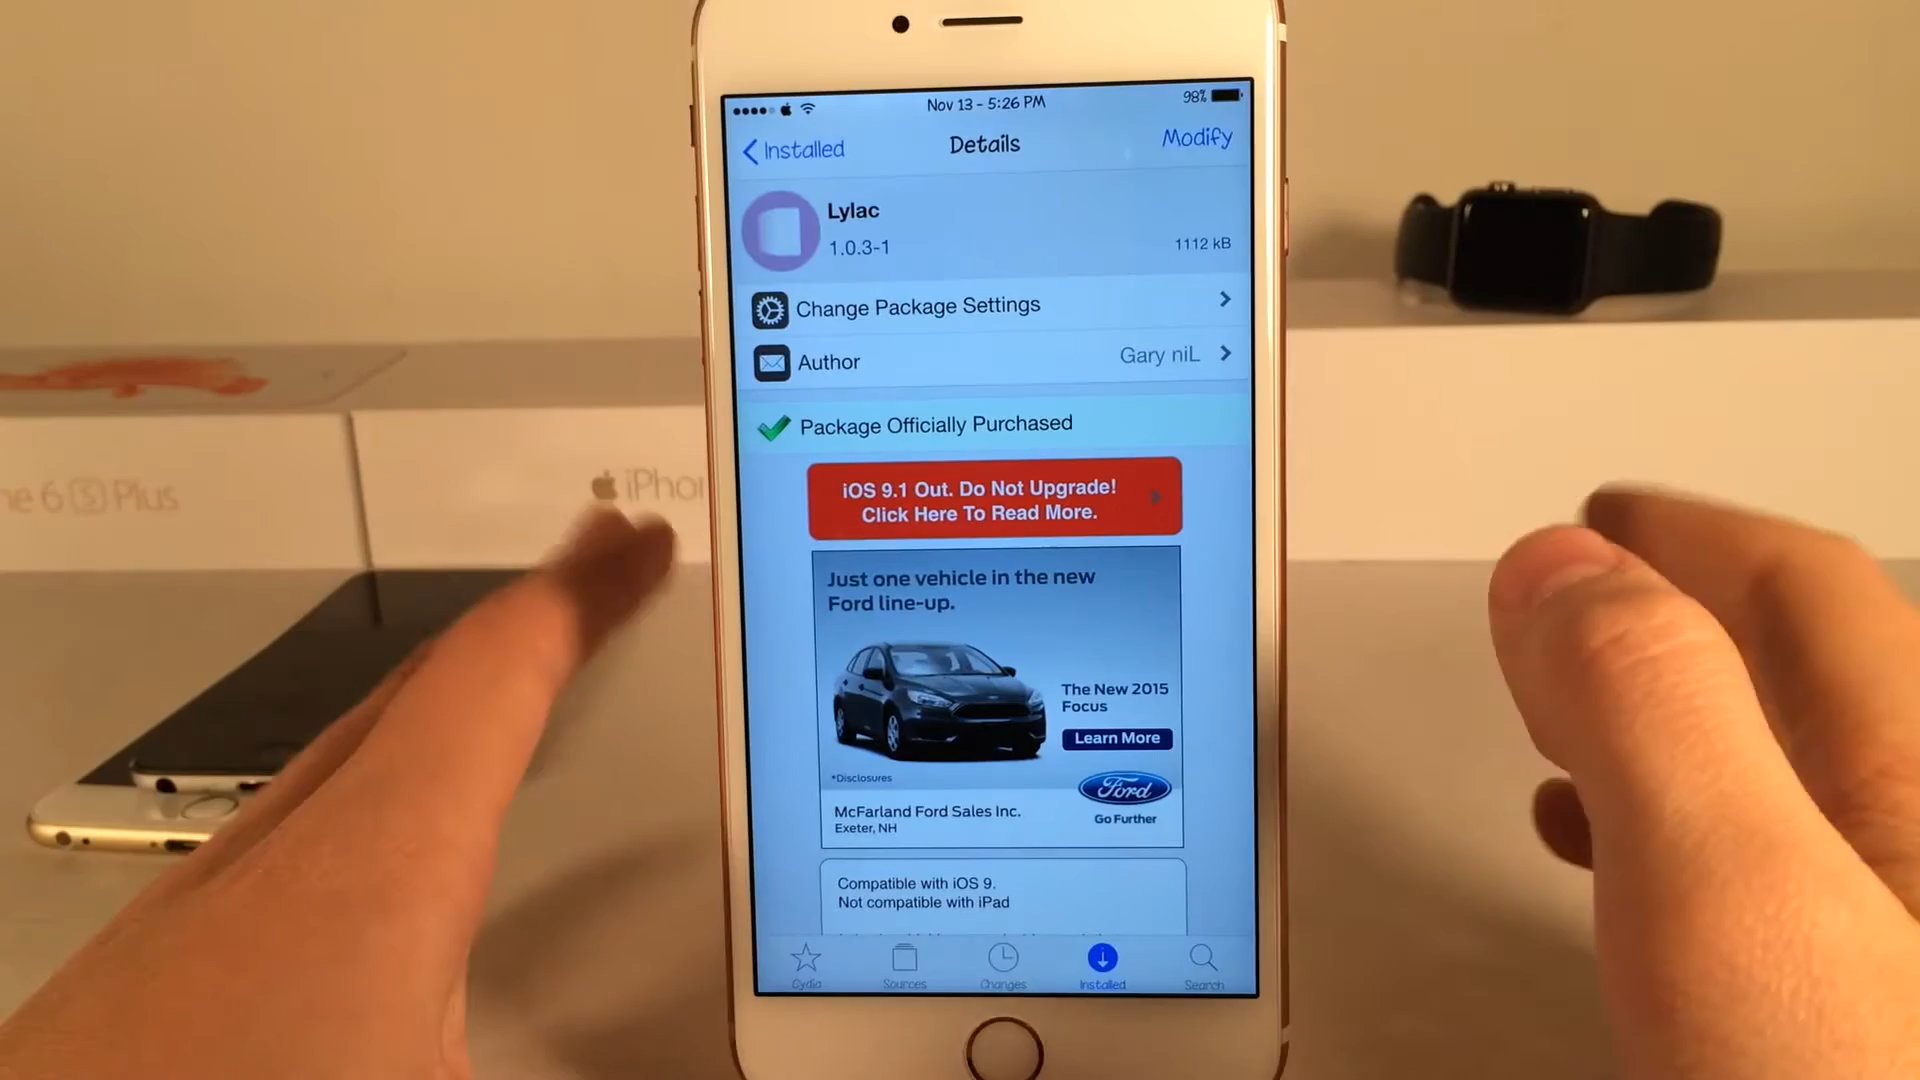 Nov 13 - 5:26 PM
98%
Installed
Details
Modify
Lylac
1.0.3-1
1112 kB
Change Package Settings
Author
Gary niL
Package Officially Purchased
iOS 9.1 Out. Do Not Upgrade!
Click Here To Read More.
Just one vehicle in the new
Ford line-up.
The New 2015
Focus
Learn More
*Disclosures
Ford
McFarland Ford Sales Inc.
Exeter, NH
Go Further
Compatible with iOS 9.
Not compatible with iPad
Cydia
Sources
Changes
Installed
Search
ne 6 S Plus
iPhon